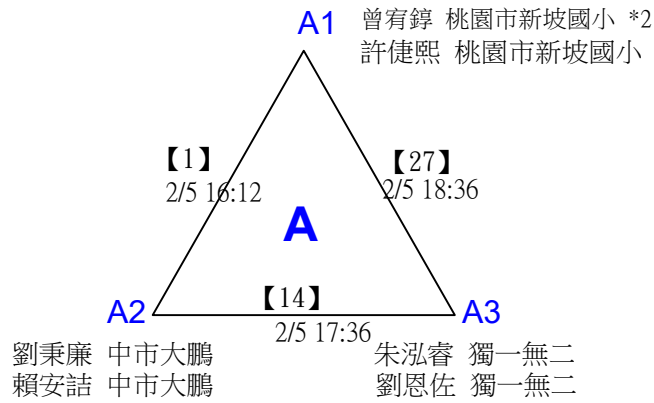 A1
曾宥錞 桃園市新坡國小 *2
許倢熙 桃園市新坡國小
【1】
2/5 16:12
【27】
2/5 18:36
A
【14】
2/5 17:36
A2
A3
劉秉廉 中市大鵬
賴安喆 中市大鵬
朱泓睿 獨一無二
劉恩佐 獨一無二